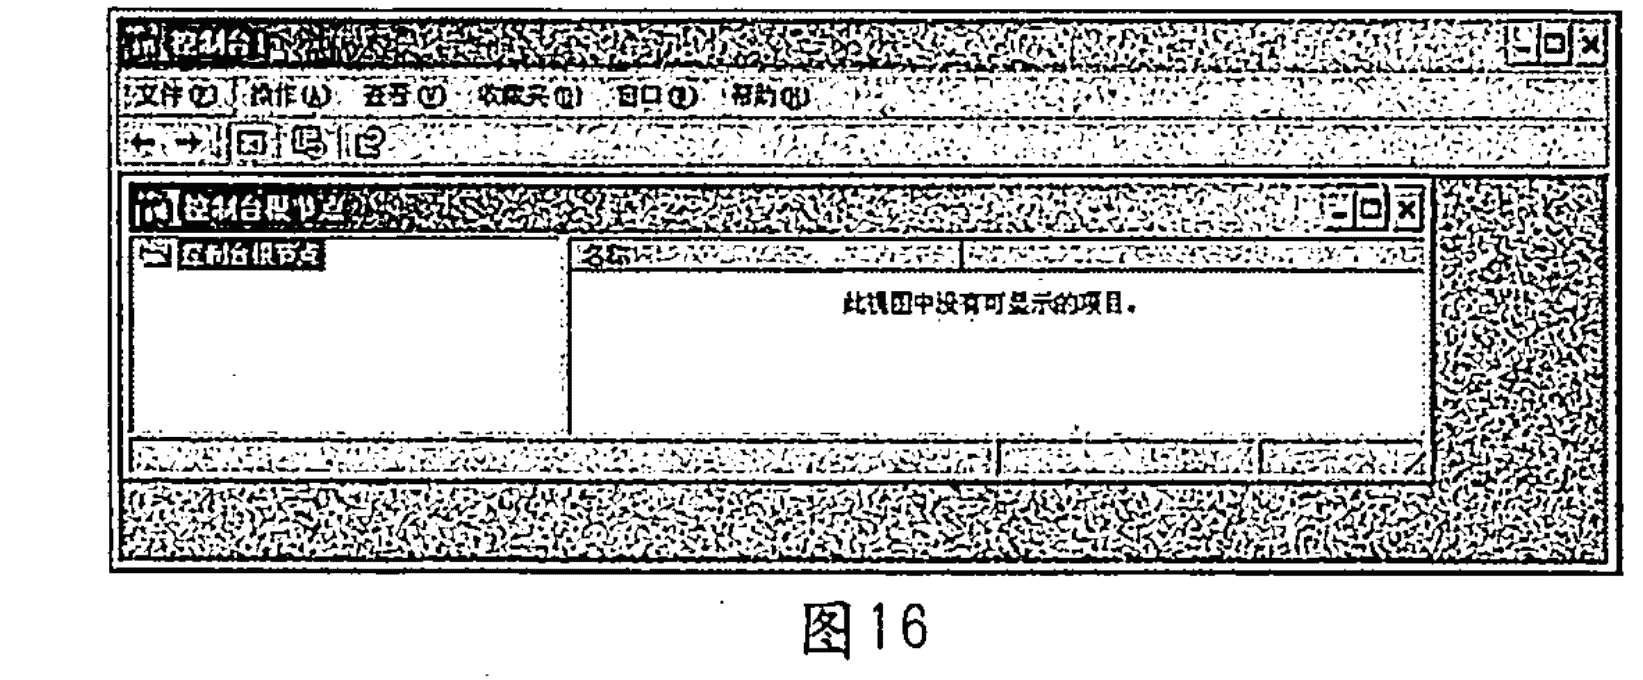 控制台1
文件(F) 操作(A) 查看(V) 收藏夹(O) 窗口(W) 帮助(H)
控制台根节点
控制台根节点 名称
此视图中没有可显示的项目。
图16